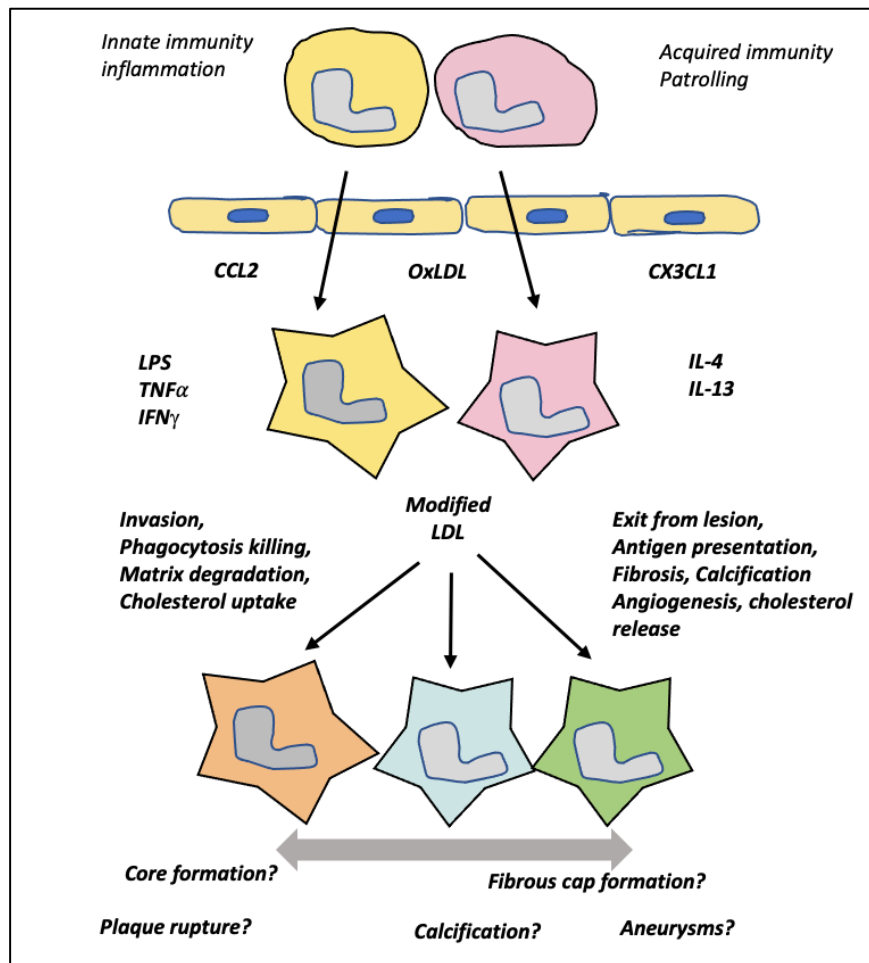 Innate immunity
inflammation
Acquired immunity
Patrolling
CCL2
OxLDL
CX3CL1
LPS
TNFα
IFNγ
IL-4
IL-13
Modified
LDL
Invasion,
Phagocytosis killing,
Matrix degradation,
Cholesterol uptake
Exit from lesion,
Antigen presentation,
Fibrosis, Calcification
Angiogenesis, cholesterol
release
Core formation?
Fibrous cap formation?
Plaque rupture?
Calcification?
Aneurysms?